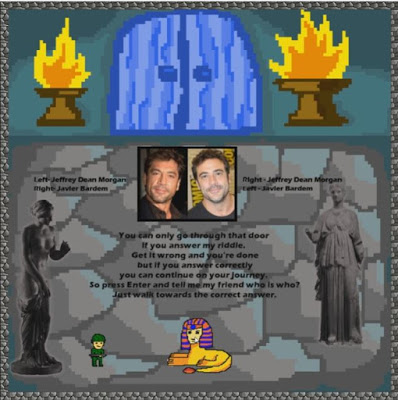 Left-Jeffrey Dean Morgan
Right- Javier Bardem
Right - Jeffrey Dean Morgan
Left - Javier Bardem
You can only go through that door
If you answer my riddle.
Get it wrong and you're done
but if you answer correctly
you can continue on your journey.
So press Enter and tell me my friend who is who?
Just walk towards the correct answer.